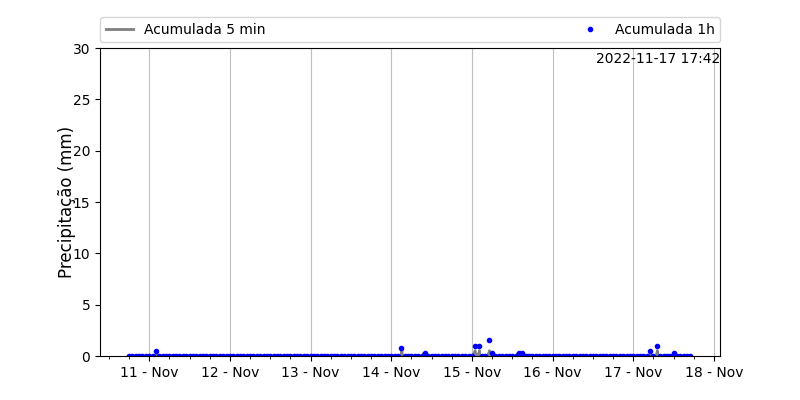 Acumulada 5 min
Acumulada 1h
2022-11-17 17:42
Precipitação (mm)
30
25
20
15
10
5
0
11 - Nov
12 - Nov
13 - Nov
14 - Nov
15 - Nov
16 - Nov
17 - Nov
18 - Nov